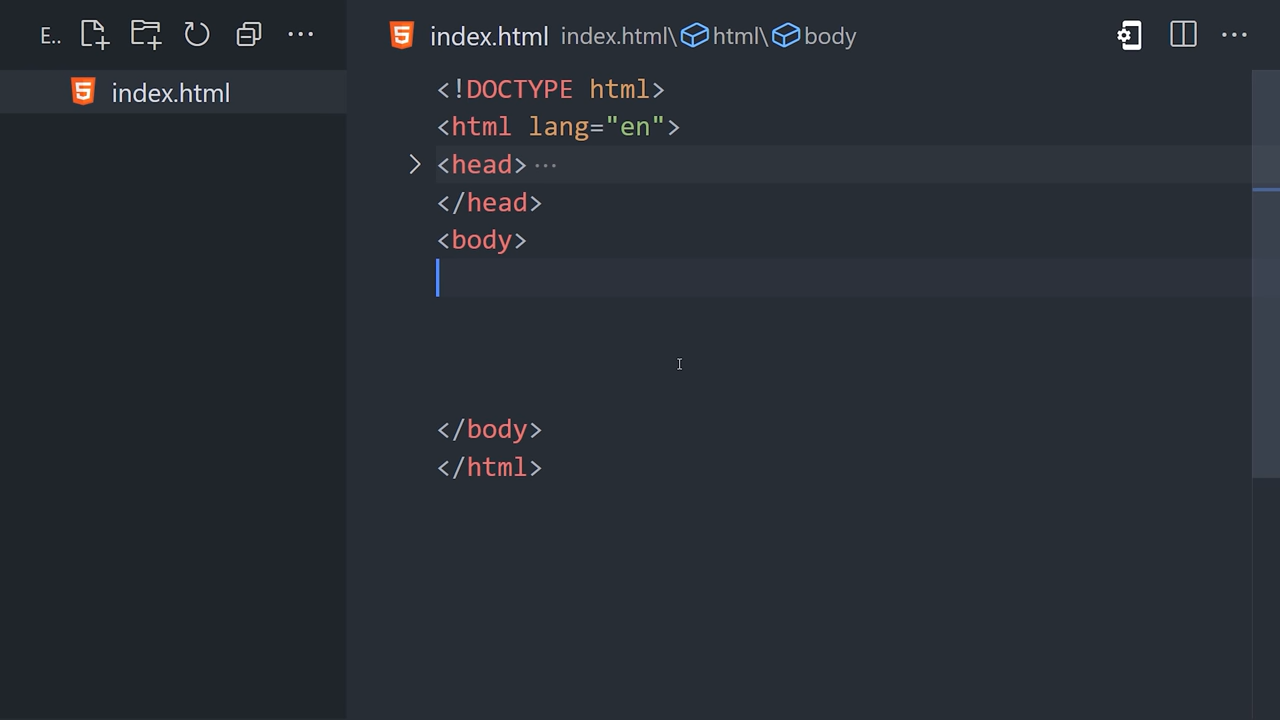 E..
index.html index.html\html\body
index.html
<!DOCTYPE html>
<html lang="en">
<head>···
</head>
<body>
</body>
</html>